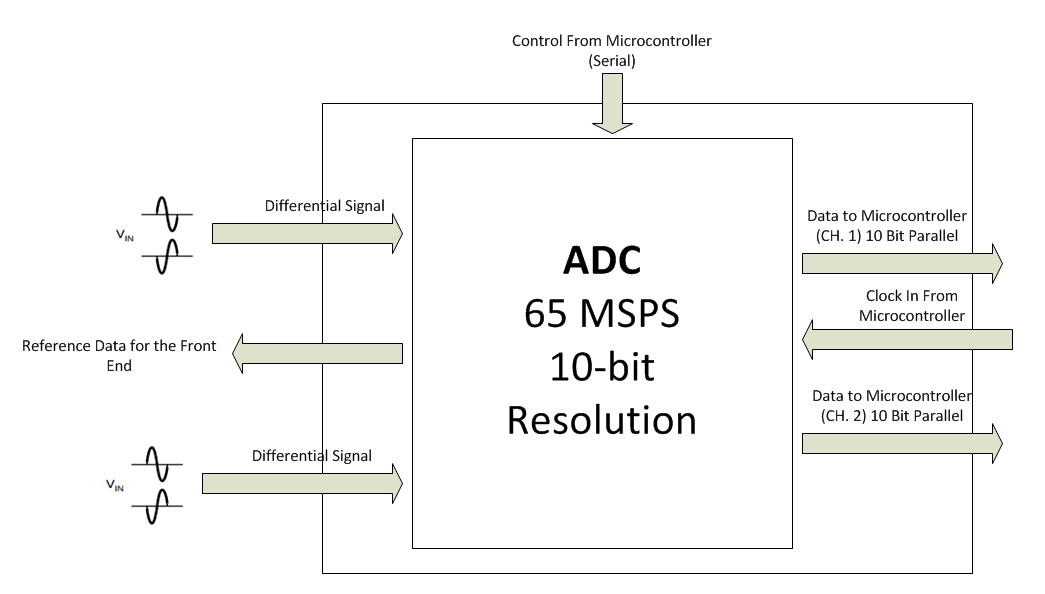 Control From Microcontroller
(Serial)
Differential Signal
VIN
Reference Data for the Front
End
Differential Signal
VIN
ADC
65 MSPS
10-bit
Resolution
Data to Microcontroller
(CH. 1) 10 Bit Parallel
Clock In From
Microcontroller
Data to Microcontroller
(CH. 2) 10 Bit Parallel